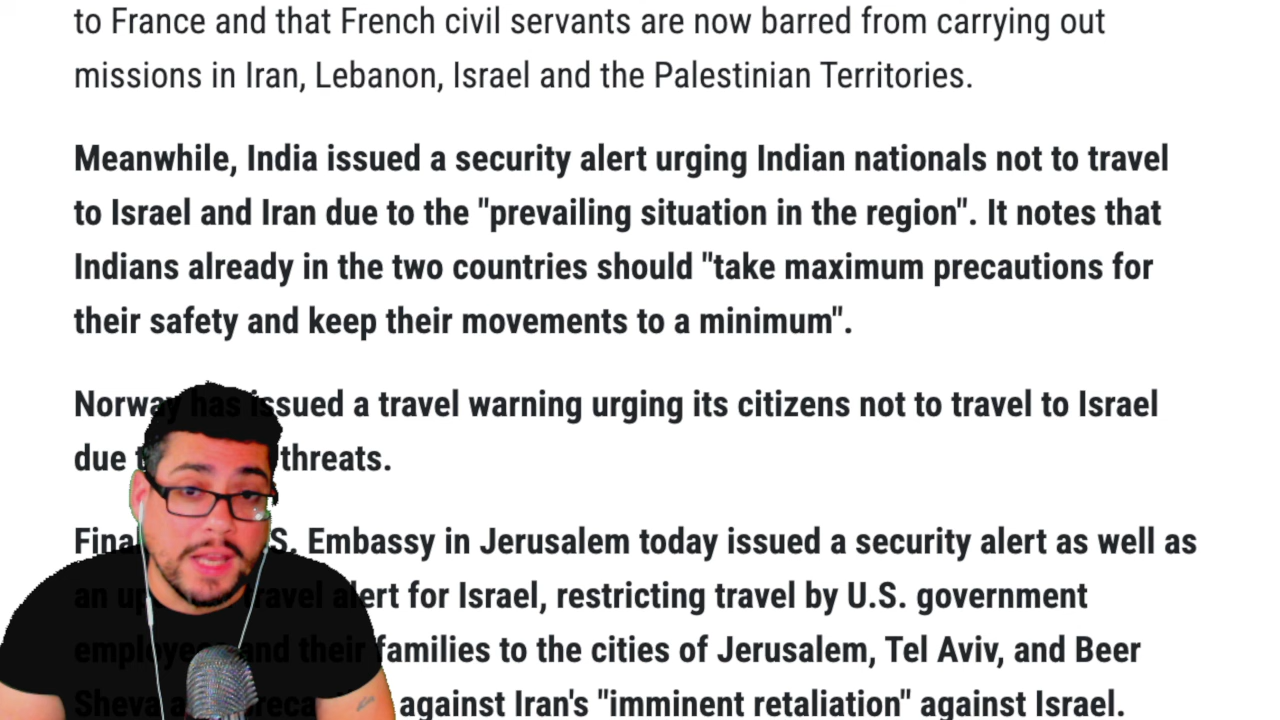 to France and that French civil servants are now barred from carrying out
missions in Iran, Lebanon, Israel and the Palestinian Territories.
Meanwhile, India issued a security alert urging Indian nationals not to travel
to Israel and Iran due to the "prevailing situation in the region". It notes that
Indians already in the two countries should "take maximum precautions for
their safety and keep their movements to a minimum".
Norway has issued a travel warning urging its citizens not to travel to Israel
due threats.
S. Embassy in Jerusalem today issued a security alert as well as
an travel alert for Israel, restricting travel by U.S. government
employees and their families to the cities of Jerusalem, Tel Aviv, and Beer
Sheva against Iran's "imminent retaliation" against Israel.